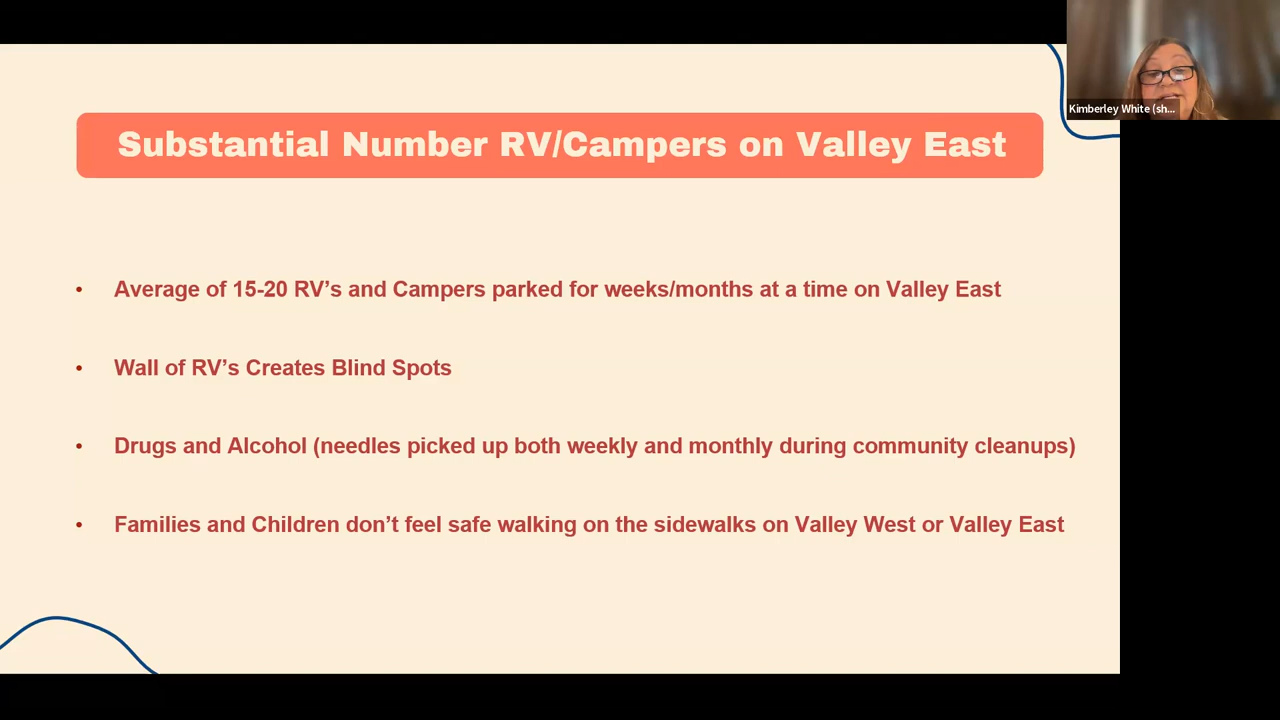 Substantial Number RV/Campers on Valley East
Kimberley White (sh...
• Average of 15-20 RV’s and Campers parked for weeks/months at a time on Valley East
• Wall of RV’s Creates Blind Spots
• Drugs and Alcohol (needles picked up both weekly and monthly during community cleanups)
• Families and Children don’t feel safe walking on the sidewalks on Valley West or Valley East